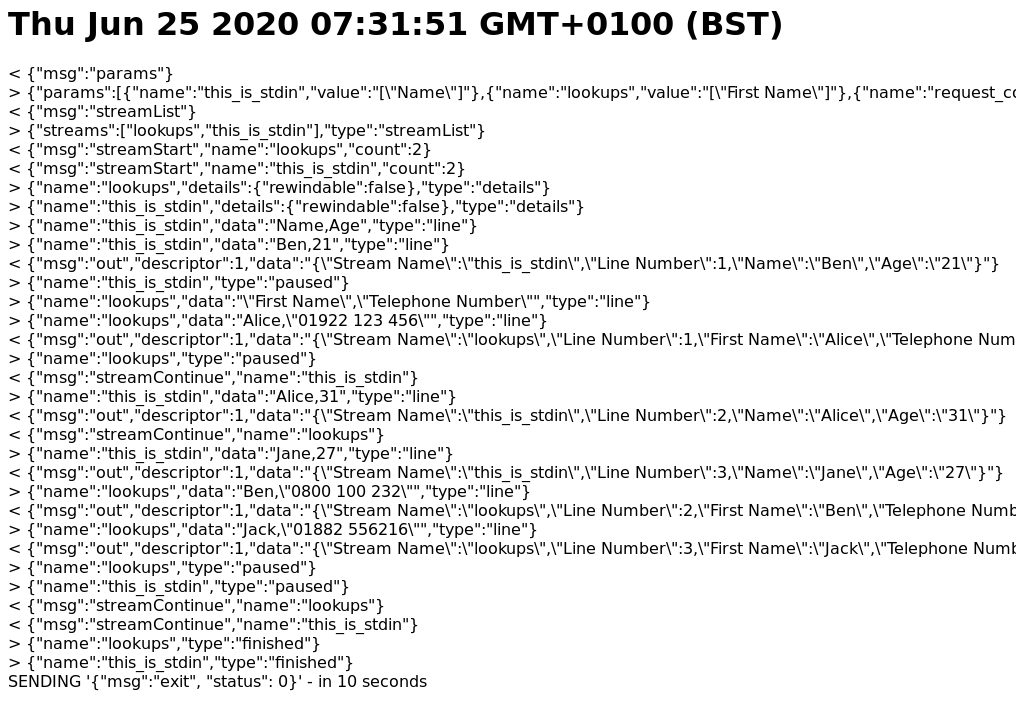 Thu Jun 25 2020 07:31:51 GMT+0100 (BST)
< {"msg":"params"}
> {"params":[{"name":"this_is_stdin","value":"[\"Name\"]"},{"name":"lookups","value":"[\"First Name\"]"},{"name":"request_co
< {"msg":"streamList"}
> {"streams":["lookups","this_is_stdin"],"type":"streamList"}
< {"msg":"streamStart","name":"lookups","count":2}
< {"msg":"streamStart","name":"this_is_stdin","count":2}
> {"name":"lookups","details":{"rewindable":false},"type":"details"}
> {"name":"this_is_stdin","details":{"rewindable":false},"type":"details"}
> {"name":"this_is_stdin","data":"Name,Age","type":"line"}
> {"name":"this_is_stdin","data":"Ben,21","type":"line"}
< {"msg":"out","descriptor":1,"data":"{\"Stream Name\":\"this_is_stdin\",\"Line Number\":1,\"Name\":\"Ben\",\"Age\":\"21\"}"}
> {"name":"this_is_stdin","type":"paused"}
> {"name":"lookups","data":"\"First Name\",\"Telephone Number\"","type":"line"}
> {"name":"lookups","data":"Alice,\"01922 123 456\"","type":"line"}
< {"msg":"out","descriptor":1,"data":"{\"Stream Name\":\"lookups\",\"Line Number\":1,\"First Name\":\"Alice\",\"Telephone Num
> {"name":"lookups","type":"paused"}
< {"msg":"streamContinue","name":"this_is_stdin"}
> {"name":"this_is_stdin","data":"Alice,31","type":"line"}
< {"msg":"out","descriptor":1,"data":"{\"Stream Name\":\"this_is_stdin\",\"Line Number\":2,\"Name\":\"Alice\",\"Age\":\"31\"}"}
< {"msg":"streamContinue","name":"lookups"}
> {"name":"this_is_stdin","data":"Jane,27","type":"line"}
< {"msg":"out","descriptor":1,"data":"{\"Stream Name\":\"this_is_stdin\",\"Line Number\":3,\"Name\":\"Jane\",\"Age\":\"27\"}"}
> {"name":"lookups","data":"Ben,\"0800 100 232\"","type":"line"}
< {"msg":"out","descriptor":1,"data":"{\"Stream Name\":\"lookups\",\"Line Number\":2,\"First Name\":\"Ben\",\"Telephone Numb
> {"name":"lookups","data":"Jack,\"01882 556216\"","type":"line"}
< {"msg":"out","descriptor":1,"data":"{\"Stream Name\":\"lookups\",\"Line Number\":3,\"First Name\":\"Jack\",\"Telephone Numb
> {"name":"lookups","type":"paused"}
> {"name":"this_is_stdin","type":"paused"}
< {"msg":"streamContinue","name":"lookups"}
< {"msg":"streamContinue","name":"this_is_stdin"}
> {"name":"lookups","type":"finished"}
> {"name":"this_is_stdin","type":"finished"}
SENDING '{"msg":"exit", "status": 0}' - in 10 seconds